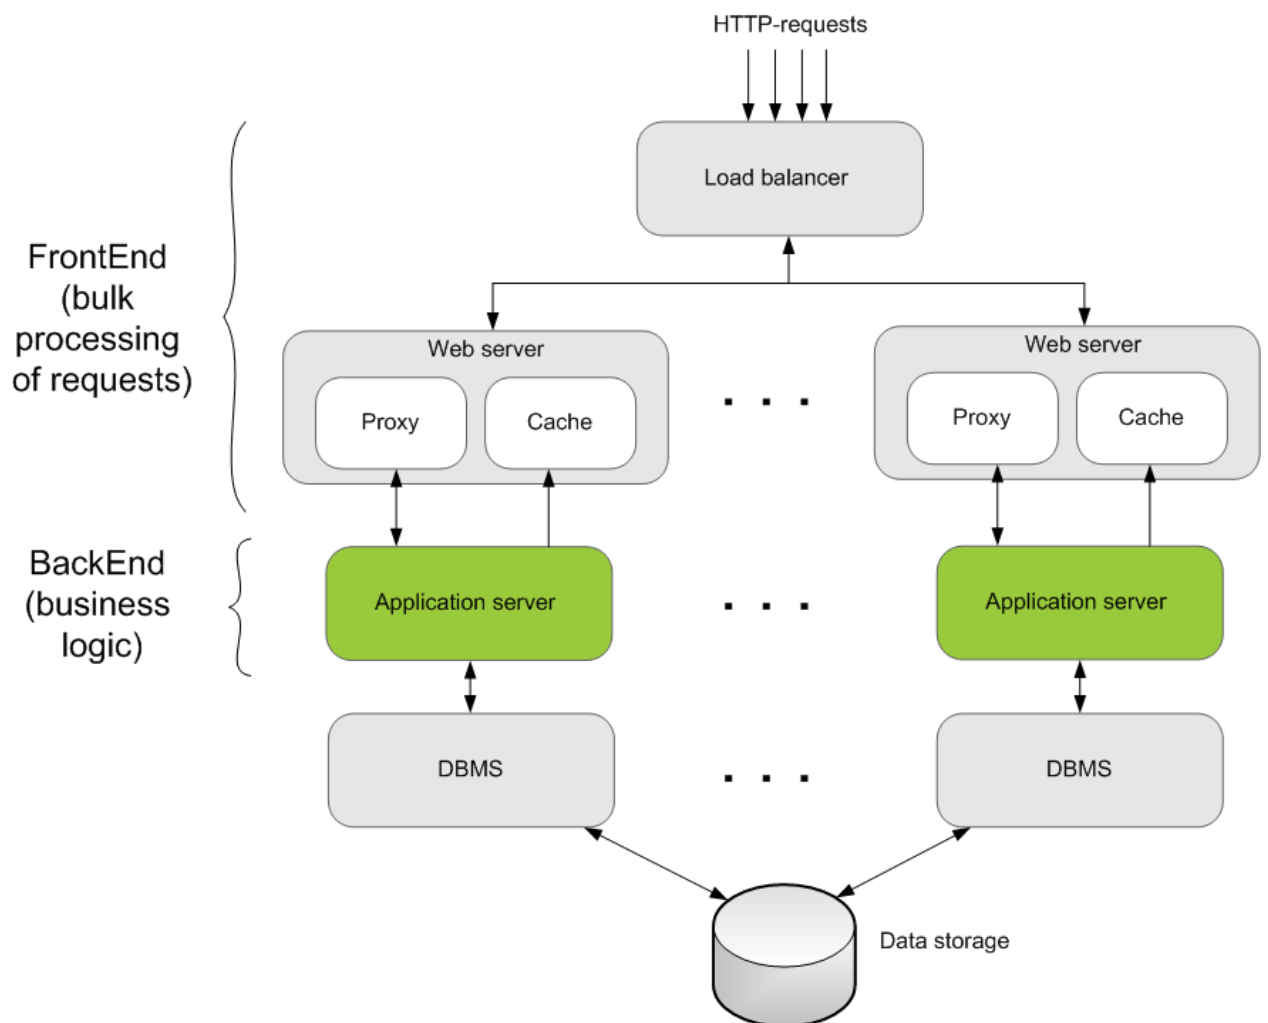 HTTP-requests
Load balancer
FrontEnd
(bulk
processing
of requests)
Web server
Proxy
Cache
Web server
Proxy
Cache
BackEnd
(business
logic)
Application server
Application server
DBMS
DBMS
Data storage